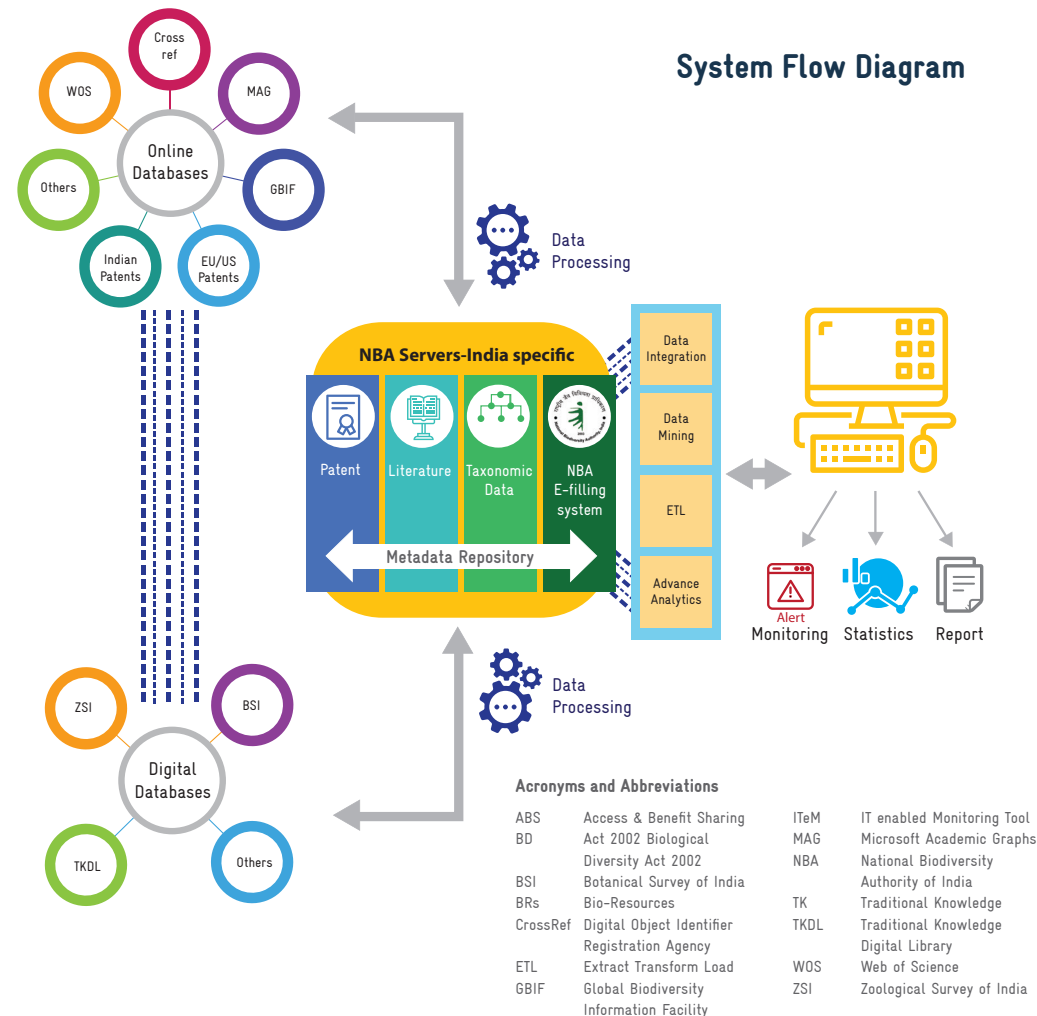 System Flow Diagram
Cross
ref
WOS
MAG
Online
Databases
Others
GBIF
Indian
Patents
EU/US
Patents
Data
Processing
NBA Servers-India specific
Patent
Literature
Taxonomic
Data
NBA
E-filling
system
Metadata Repository
Data
Integration
Data
Mining
ETL
Advance
Analytics
Alert
Monitoring
Statistics
Report
Data
Processing
ZSI
BSI
Digital
Databases
TKDL
Others
Acronyms and Abbreviations
ABS Access & Benefit Sharing
BD Act 2002 Biological
Diversity Act 2002
BSI Botanical Survey of India
BRs Bio-Resources
CrossRef Digital Object Identifier
Registration Agency
ETL Extract Transform Load
GBIF Global Biodiversity
Information Facility
ITeM IT enabled Monitoring Tool
MAG Microsoft Academic Graphs
NBA National Biodiversity
Authority of India
TK Traditional Knowledge
TKDL Traditional Knowledge
Digital Library
WOS Web of Science
ZSI Zoological Survey of India